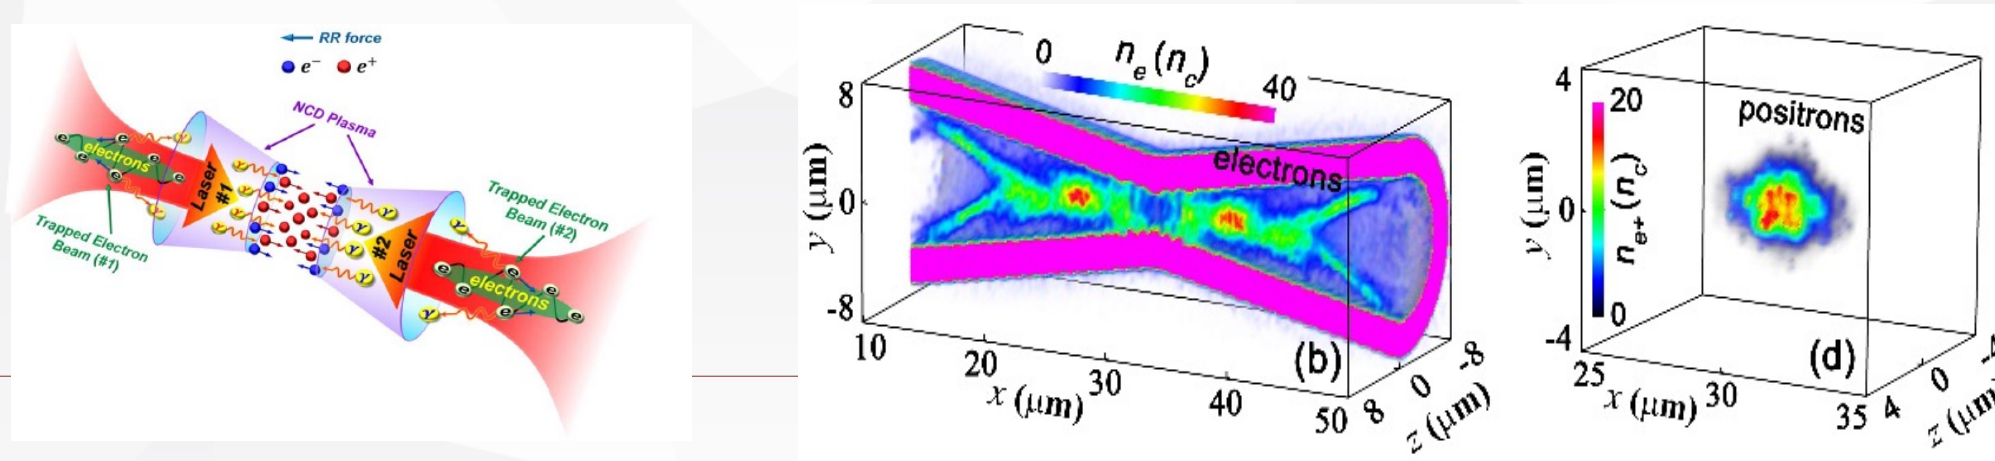 RR force
e⁻ e⁺
NCD Plasma
e e e e e e
electrons
γ γ
Laser
#1
γ γ γ γ γ
Trapped Electron
Beam (#1)
γ γ γ γ
#2
Laser
Trapped Electron
Beam (#2)
γ γ
e e e e e e
electrons
0 nₑ (n꜀) 40
8
0
-8
y (μm)
electrons
10 20 30 40 50
x (μm)
8 0 -8
z (μm)
(b)
4
0
-4
y (μm)
20
0
nₑ₊ (n꜀)
positrons
25 30 35
x (μm)
4 0
z (μm)
(d)